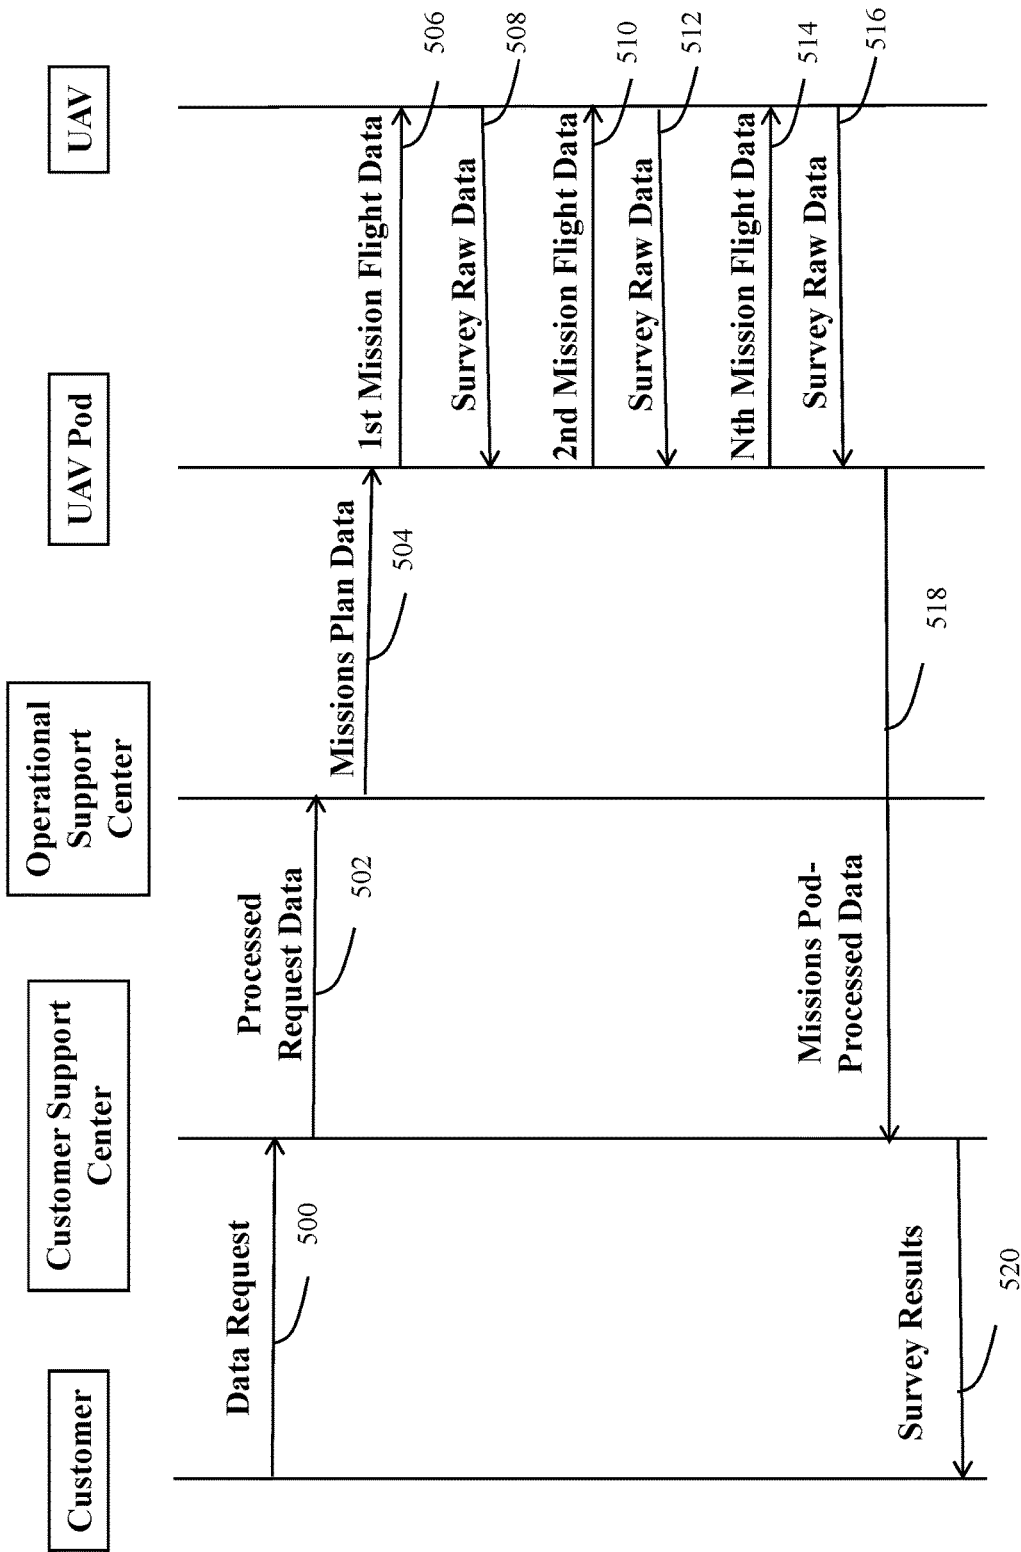 Customer
Customer Support
Center
Operational
Support
Center
UAV Pod
UAV
Data Request
500
Processed
Request Data
502
Missions Plan Data
504
1st Mission Flight Data
506
Survey Raw Data
508
2nd Mission Flight Data
510
Survey Raw Data
512
Nth Mission Flight Data
514
Survey Raw Data
516
Missions Pod-
Processed Data
518
Survey Results
520